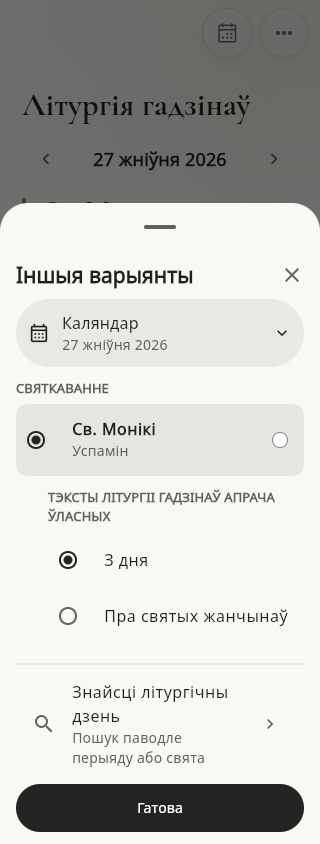 Літургія гадзінаў
27 жніўня 2026
Іншыя варыянты
Каляндар
27 жніўня 2026
СВЯТКАВАННЕ
Св. Монікі
Успамін
ТЭКСТЫ ЛІТУРГІІ ГАДЗІНАЎ АПРАЧА
ЎЛАСНЫХ
З дня
Пра святых жанчынаў
Знайсці літургічны
дзень
Пошук паводле
перыяду або свята
Гатова